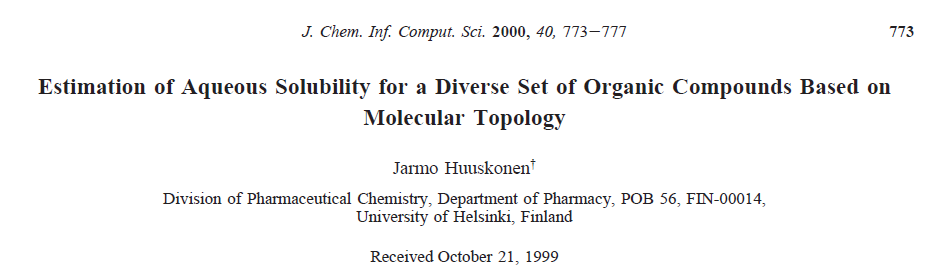 J. Chem. Inf. Comput. Sci. 2000, 40, 773−777 773
Estimation of Aqueous Solubility for a Diverse Set of Organic Compounds Based on
Molecular Topology
Jarmo Huuskonen†
Division of Pharmaceutical Chemistry, Department of Pharmacy, POB 56, FIN-00014,
University of Helsinki, Finland
Received October 21, 1999